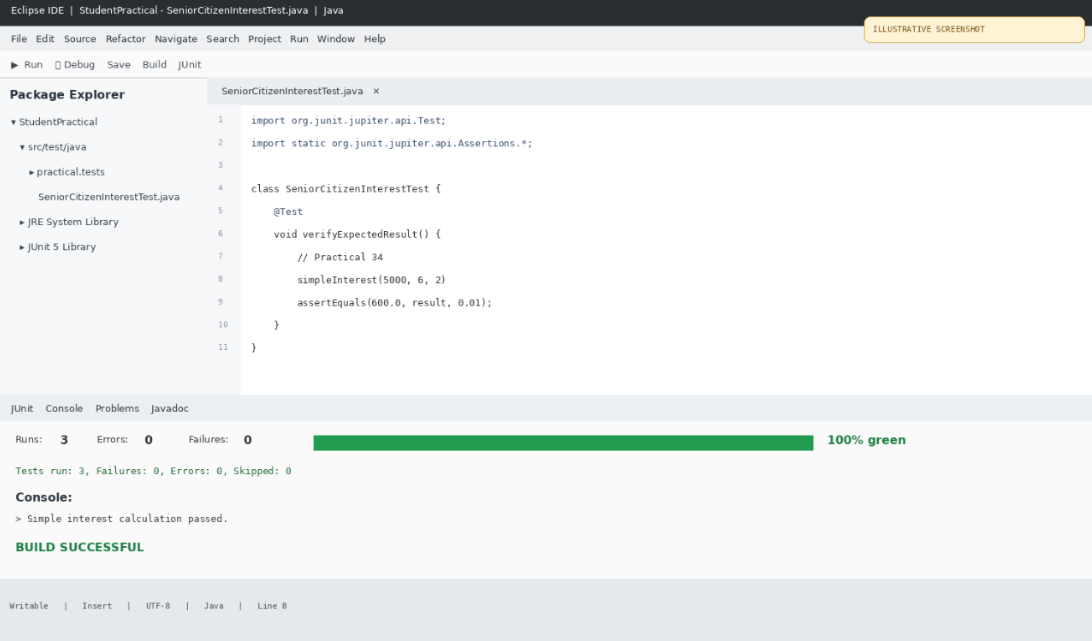 Eclipse IDE | StudentPractical - SeniorCitizenInterestTest.java | Java
ILLUSTRATIVE SCREENSHOT
File Edit Source Refactor Navigate Search Project Run Window Help
▶ Run Debug Save Build JUnit
Package Explorer
▾ StudentPractical
▾ src/test/java
▸ practical.tests
SeniorCitizenInterestTest.java
▸ JRE System Library
▸ JUnit 5 Library
SeniorCitizenInterestTest.java ×
1 import org.junit.jupiter.api.Test;
2 import static org.junit.jupiter.api.Assertions.*;
3
4 class SeniorCitizenInterestTest {
5 @Test
6 void verifyExpectedResult() {
7 // Practical 34
8 simpleInterest(5000, 6, 2)
9 assertEquals(600.0, result, 0.01);
10 }
11 }
JUnit Console Problems Javadoc
Runs: 3 Errors: 0 Failures: 0 100% green
Tests run: 3, Failures: 0, Errors: 0, Skipped: 0
Console:
> Simple interest calculation passed.
BUILD SUCCESSFUL
Writable | Insert | UTF-8 | Java | Line 8